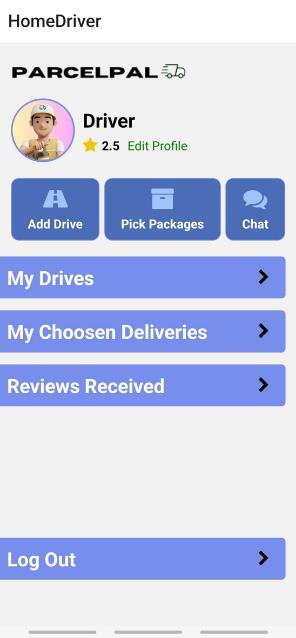 HomeDriver
PARCELPAL
Driver
2.5 Edit Profile
Add Drive Pick Packages Chat
My Drives
My Choosen Deliveries
Reviews Received
Log Out